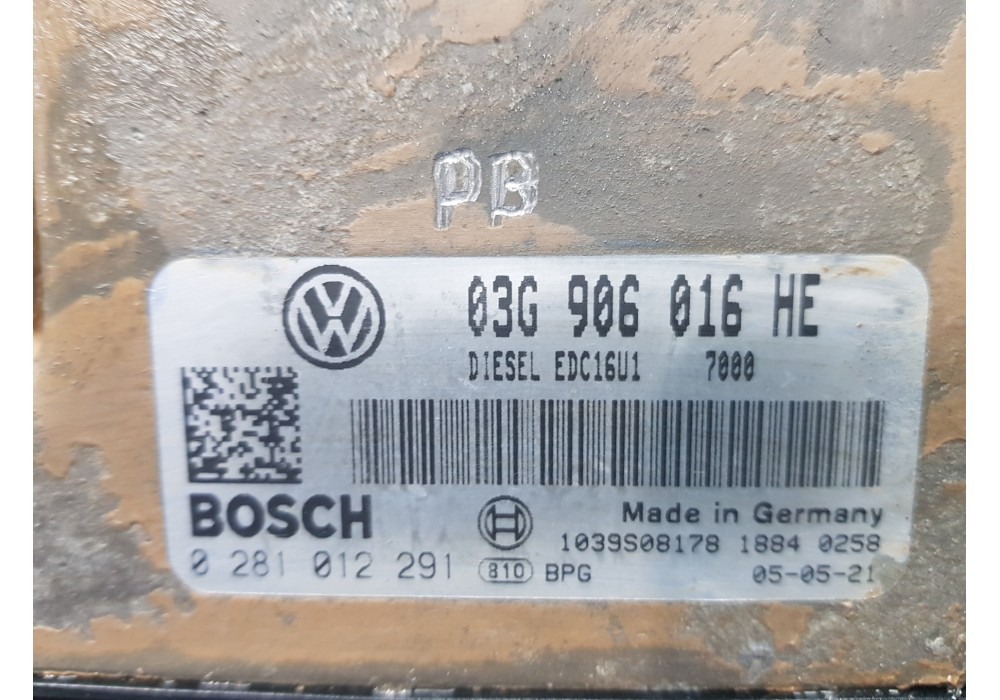 PB
03G 906 016 HE
DIESEL EDC16U1 7000
BOSCH
Made in Germany
1039S08178 1884 0258
0 281 012 291 810 BPG 05-05-21